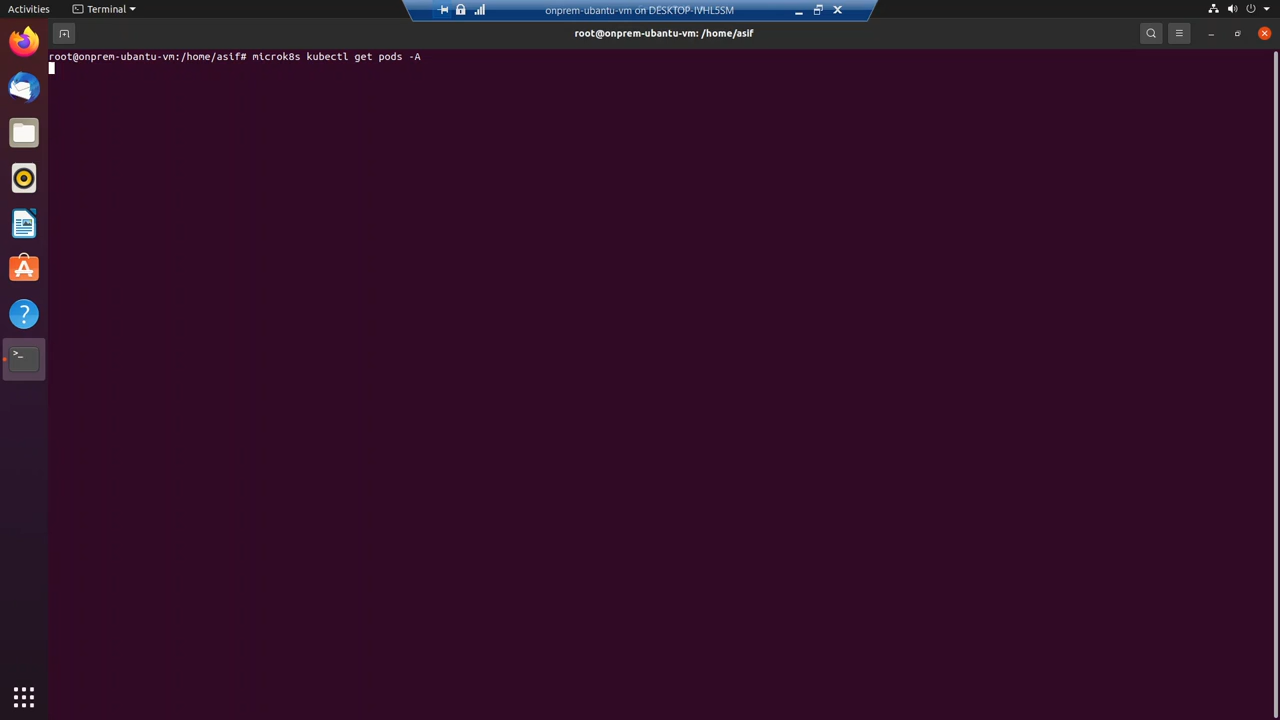 Activities
Terminal
onprem-ubantu-vm on DESKTOP-IVHL5SM
root@onprem-ubantu-vm: /home/asif
root@onprem-ubantu-vm:/home/asif# microk8s kubectl get pods -A